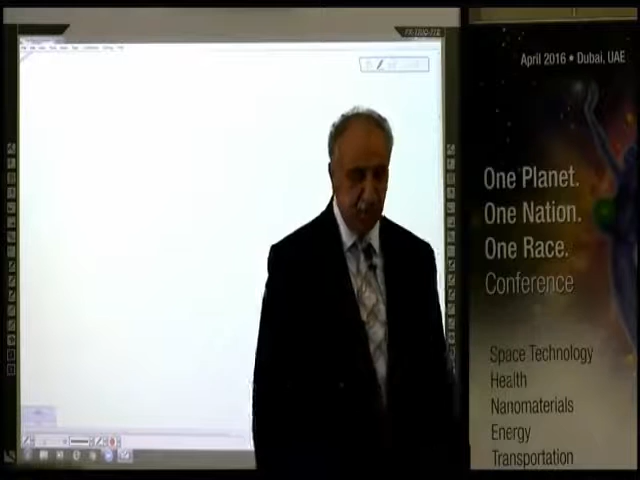 April 2016 • Dubai, UAE
One Planet.
One Nation.
One Race.
Conference
Space Technology
Health
Nanomaterials
Energy
Transportation